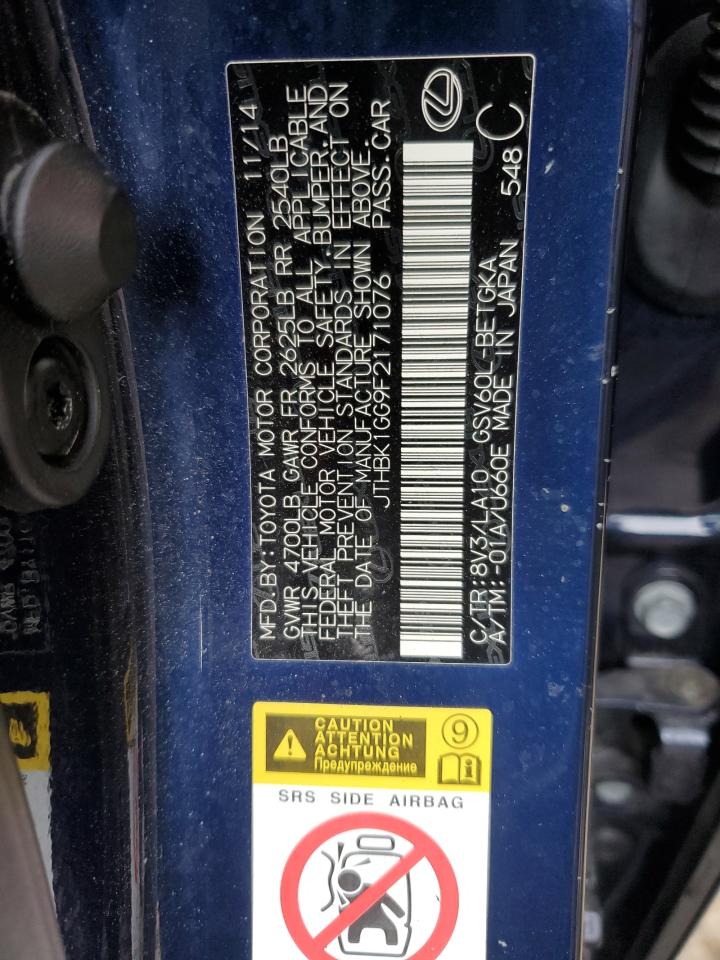 MFD.BY:TOYOTA MOTOR CORPORATION 11/14
GVWR 4700LB GAWR FR 2625LB RR 2540LB
THIS VEHICLE CONFORMS TO ALL APPLICABLE
FEDERAL MOTOR VEHICLE SAFETY,BUMPER,AND
THEFT PREVENTION STANDARDS IN EFFECT ON
THE DATE OF MANUFACTURE SHOWN ABOVE.
JTHBK1GG9F2171076 PASS.CAR
C/TR:8V3/LA10 GSV60L-BETGKA
A/TM:-01A/U660E MADE IN JAPAN 548 C
CAUTION
ATTENTION
ACHTUNG
Предупреждение
9
SRS SIDE AIRBAG